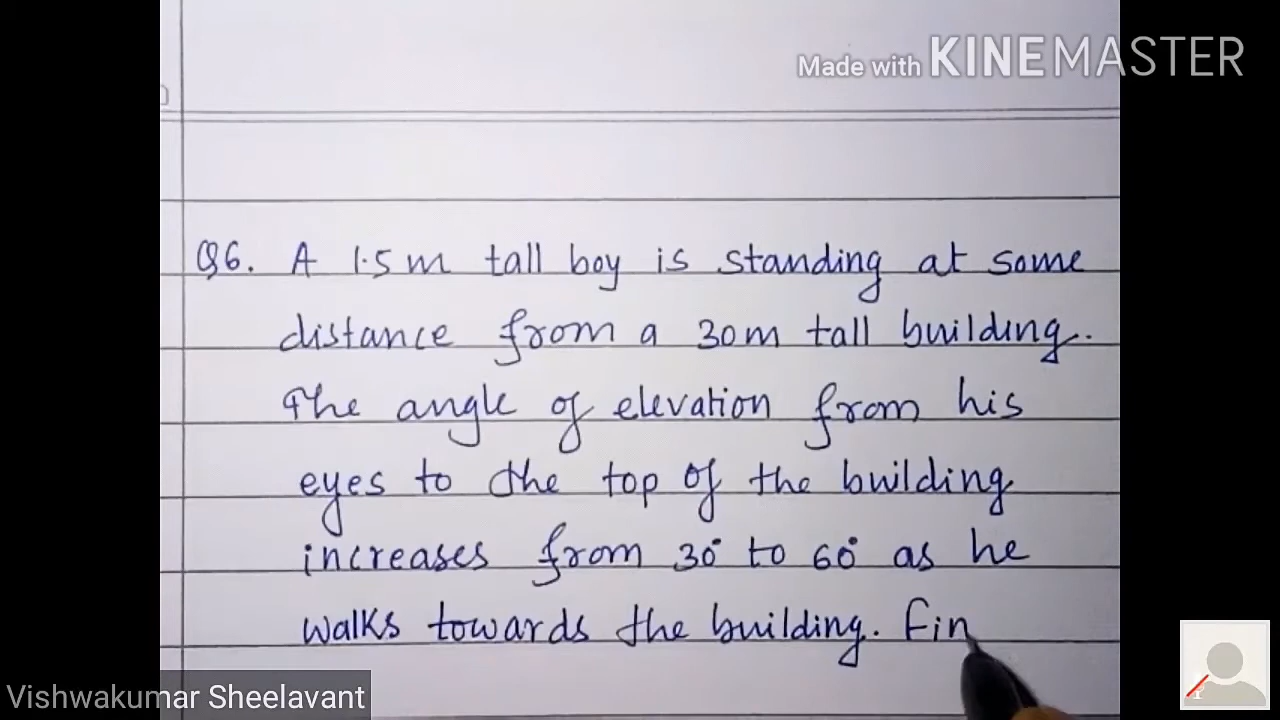 Made with KINEMASTER
Q6. A 1.5m tall boy is standing at some
distance from a 30m tall building.
The angle of elevation from his
eyes to the top of the building
increases from 30° to 60° as he
walks towards the building. Fin
Vishwakumar Sheelavant